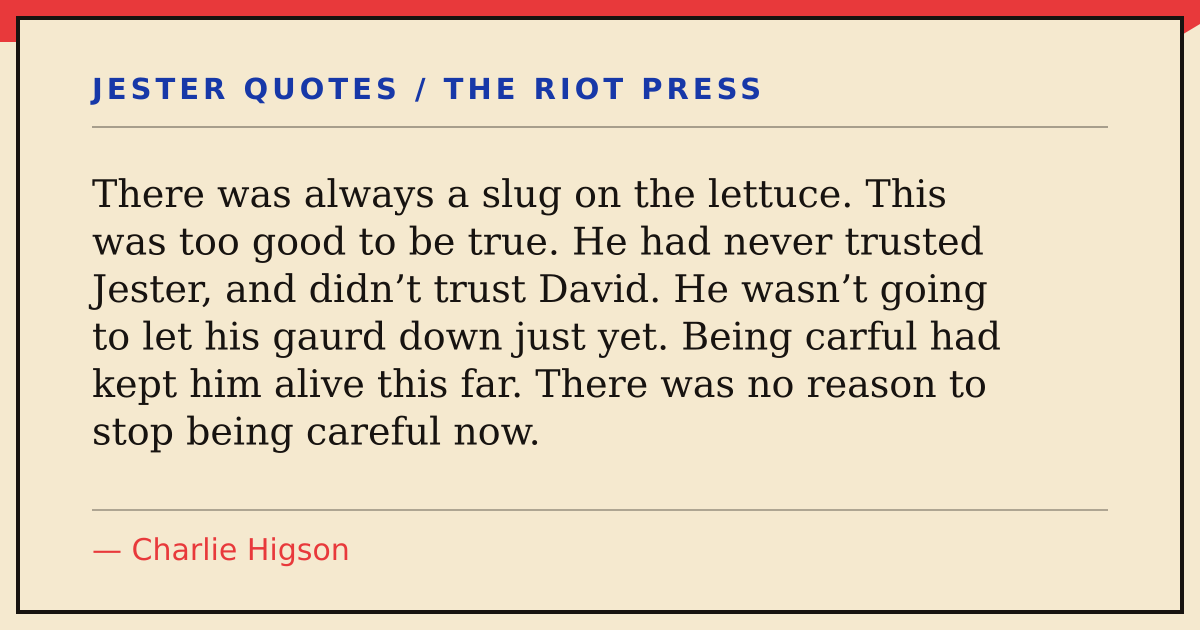 JESTER QUOTES / THE RIOT PRESS
There was always a slug on the lettuce. This
was too good to be true. He had never trusted
Jester, and didn’t trust David. He wasn’t going
to let his gaurd down just yet. Being carful had
kept him alive this far. There was no reason to
stop being careful now.
— Charlie Higson